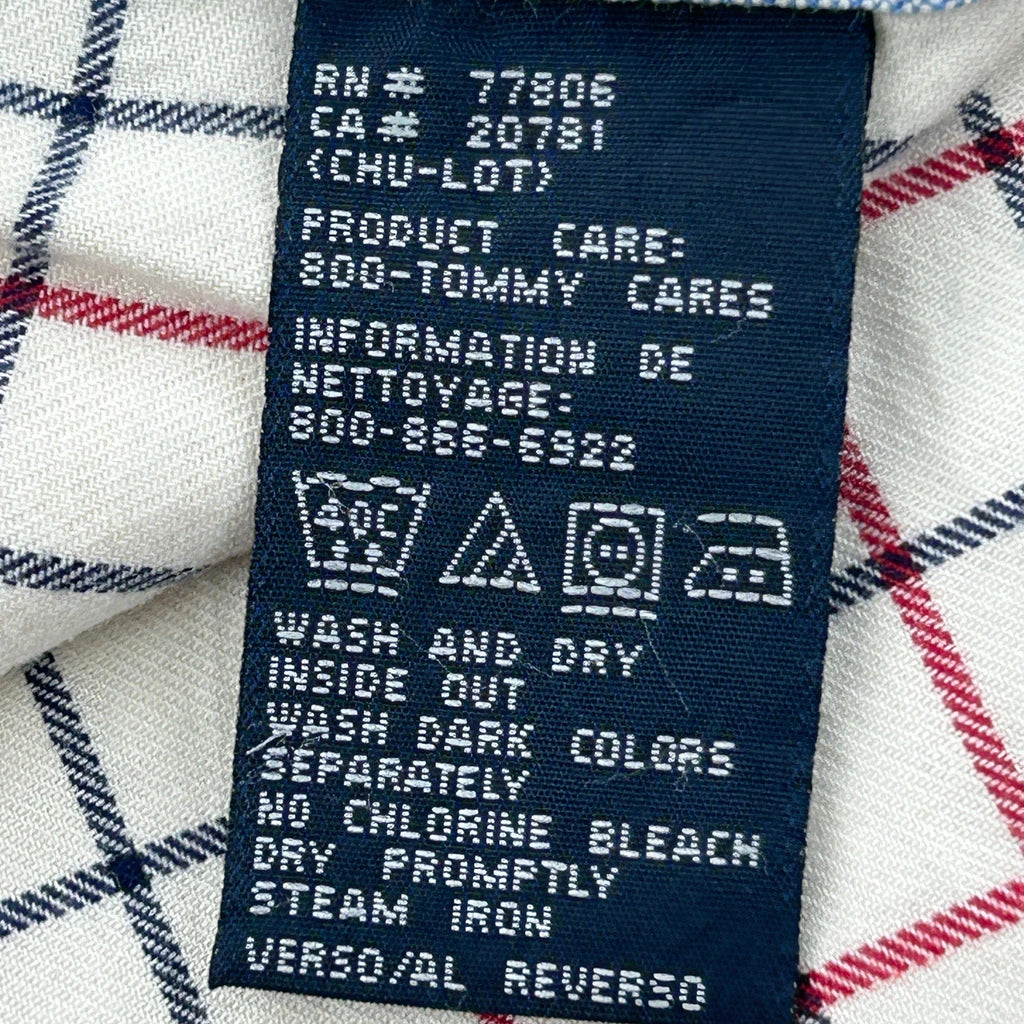 RN # 77806
CA # 20781
(CHU-LOT)
PRODUCT CARE:
800-TOMMY CARES
INFORMATION DE
NETTOYAGE:
800-866-6922
40C
WASH AND DRY
INSIDE OUT
WASH DARK COLORS
SEPARATELY
NO CHLORINE BLEACH
DRY PROMPTLY
STEAM IRON
VERSO/AL REVERSO